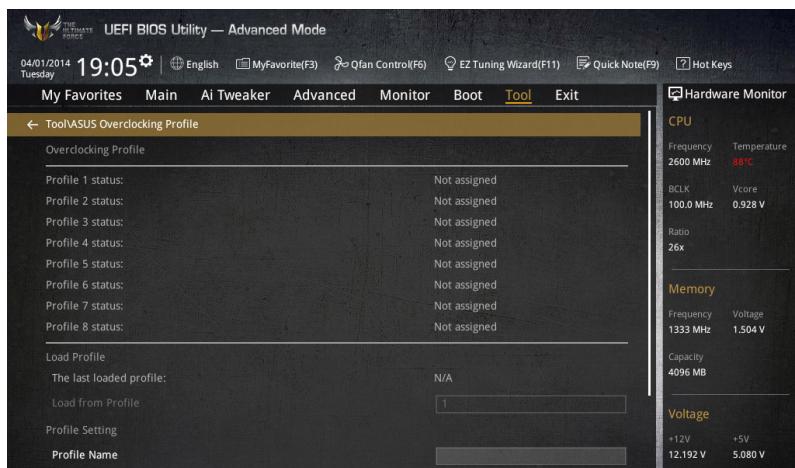 THE ULTIMATE FORCE UEFI BIOS Utility — Advanced Mode
04/01/2014 Tuesday 19:05 English MyFavorite(F3) Qfan Control(F6) EZ Tuning Wizard(F11) Quick Note(F9) ? Hot Keys
My Favorites Main Ai Tweaker Advanced Monitor Boot Tool Exit
← Tool\ASUS Overclocking Profile
Overclocking Profile
Profile 1 status: Not assigned
Profile 2 status: Not assigned
Profile 3 status: Not assigned
Profile 4 status: Not assigned
Profile 5 status: Not assigned
Profile 6 status: Not assigned
Profile 7 status: Not assigned
Profile 8 status: Not assigned
Load Profile
The last loaded profile: N/A
Load from Profile 1
Profile Setting
Profile Name
Hardware Monitor
CPU
Frequency Temperature
2600 MHz 88°C
BCLK Vcore
100.0 MHz 0.928 V
Ratio
26x
Memory
Frequency Voltage
1333 MHz 1.504 V
Capacity
4096 MB
Voltage
+12V +5V
12.192 V 5.080 V